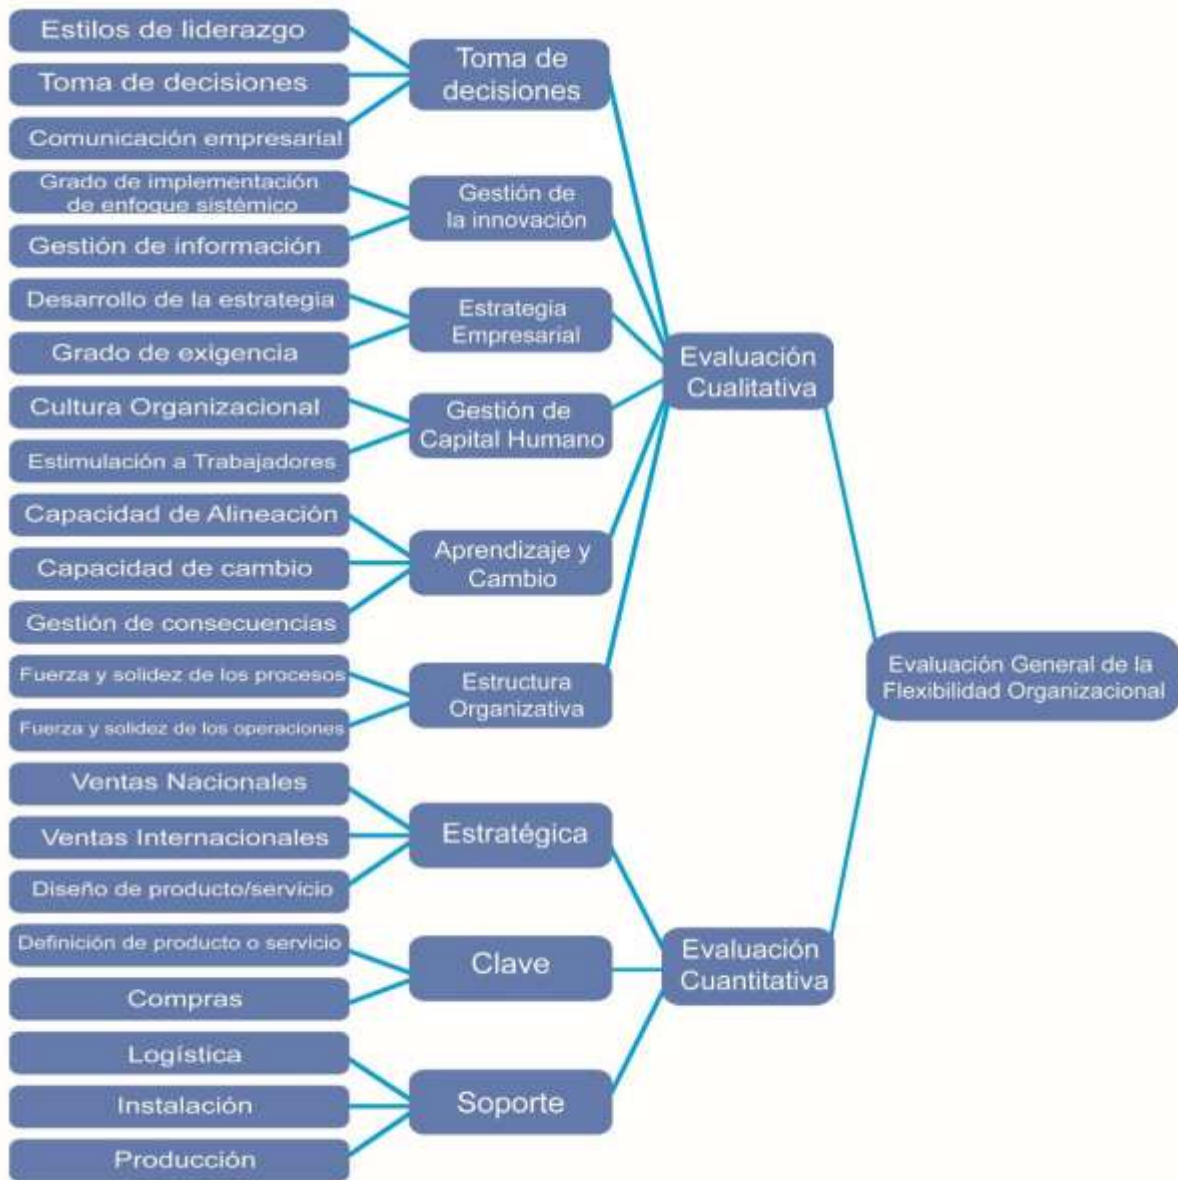 Estilos de liderazgo
Toma de decisiones
Comunicación empresarial
Grado de implementación
de enfoque sistémico
Gestión de información
Desarrollo de la estrategia
Grado de exigencia
Cultura Organizacional
Estimulación a Trabajadores
Capacidad de Alineación
Capacidad de cambio
Gestión de consecuencias
Fuerza y solidez de los procesos
Fuerza y solidez de los operaciones
Ventas Nacionales
Ventas Internacionales
Diseño de producto/servicio
Definición de producto o servicio
Compras
Logística
Instalación
Producción
Toma de
decisiones
Gestión de
la innovación
Estrategia
Empresarial
Gestión de
Capital Humano
Aprendizaje y
Cambio
Estructura
Organizativa
Estratégica
Clave
Soporte
Evaluación
Cualitativa
Evaluación
Cuantitativa
Evaluación General de la
Flexibilidad Organizacional